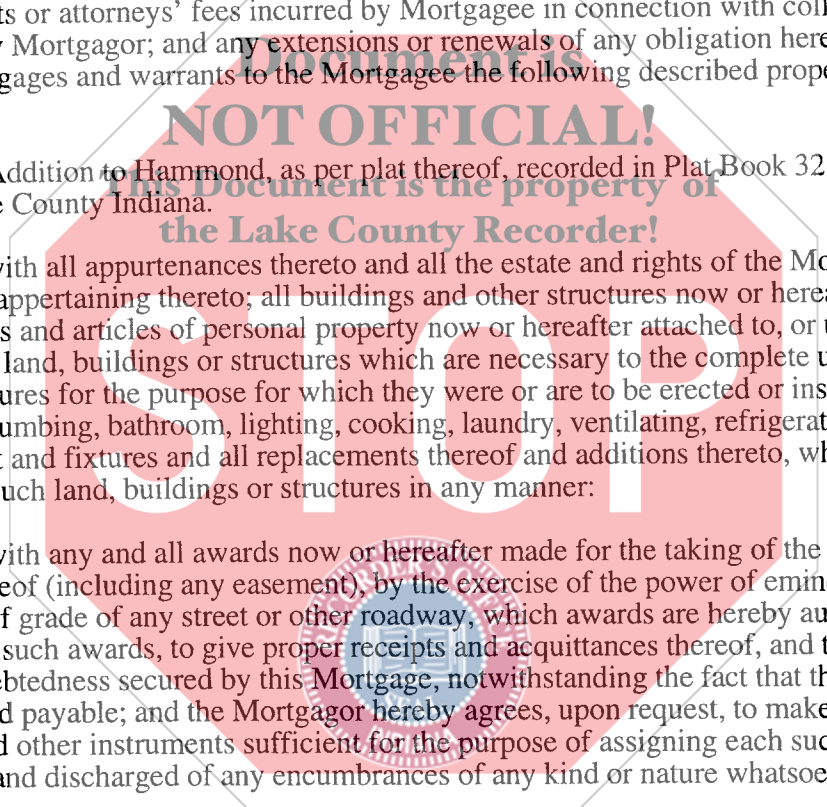 ts or attorneys' fees incurred by Mortgagee in connection with coll
Mortgagor; and any extensions or renewals of any obligation here
gages and warrants to the Mortgagee the following described prope
Document is
NOT OFFICIAL!
Addition to Hammond, as per plat thereof, recorded in Plat Book 32
This Document is the property of
e County Indiana.
the Lake County Recorder!
with all appurtenances thereto and all the estate and rights of the Mo
appertaining thereto; all buildings and other structures now or herea
s and articles of personal property now or hereafter attached to, or u
land, buildings or structures which are necessary to the complete u
ures for the purpose for which they were or are to be erected or ins
umbing, bathroom, lighting, cooking, laundry, ventilating, refrigerat
t and fixtures and all replacements thereof and additions thereto, wh
uch land, buildings or structures in any manner:
STOP
with any and all awards now or hereafter made for the taking of the
eof (including any easement), by the exercise of the power of emin
f grade of any street or other roadway, which awards are hereby au
such awards, to give proper receipts and acquittances thereof, and t
ebtedness secured by this Mortgage, notwithstanding the fact that th
d payable; and the Mortgagor hereby agrees, upon request, to make
d other instruments sufficient for the purpose of assigning each suc
and discharged of any encumbrances of any kind or nature whatsoe
RECORDER'S OFFICE
SEAL